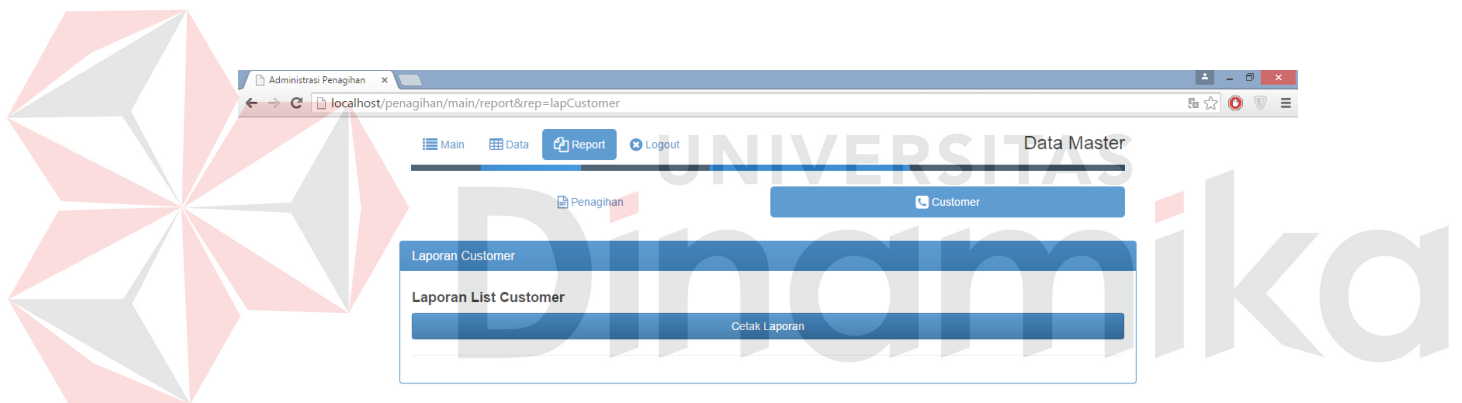 Administrasi Penagihan
localhost/penagihan/main/report&rep=lapCustomer
Main Data Report Logout Data Master
UNIVERSITAS
Dinamika
Penagihan Customer
Laporan Customer
Laporan List Customer
Cetak Laporan